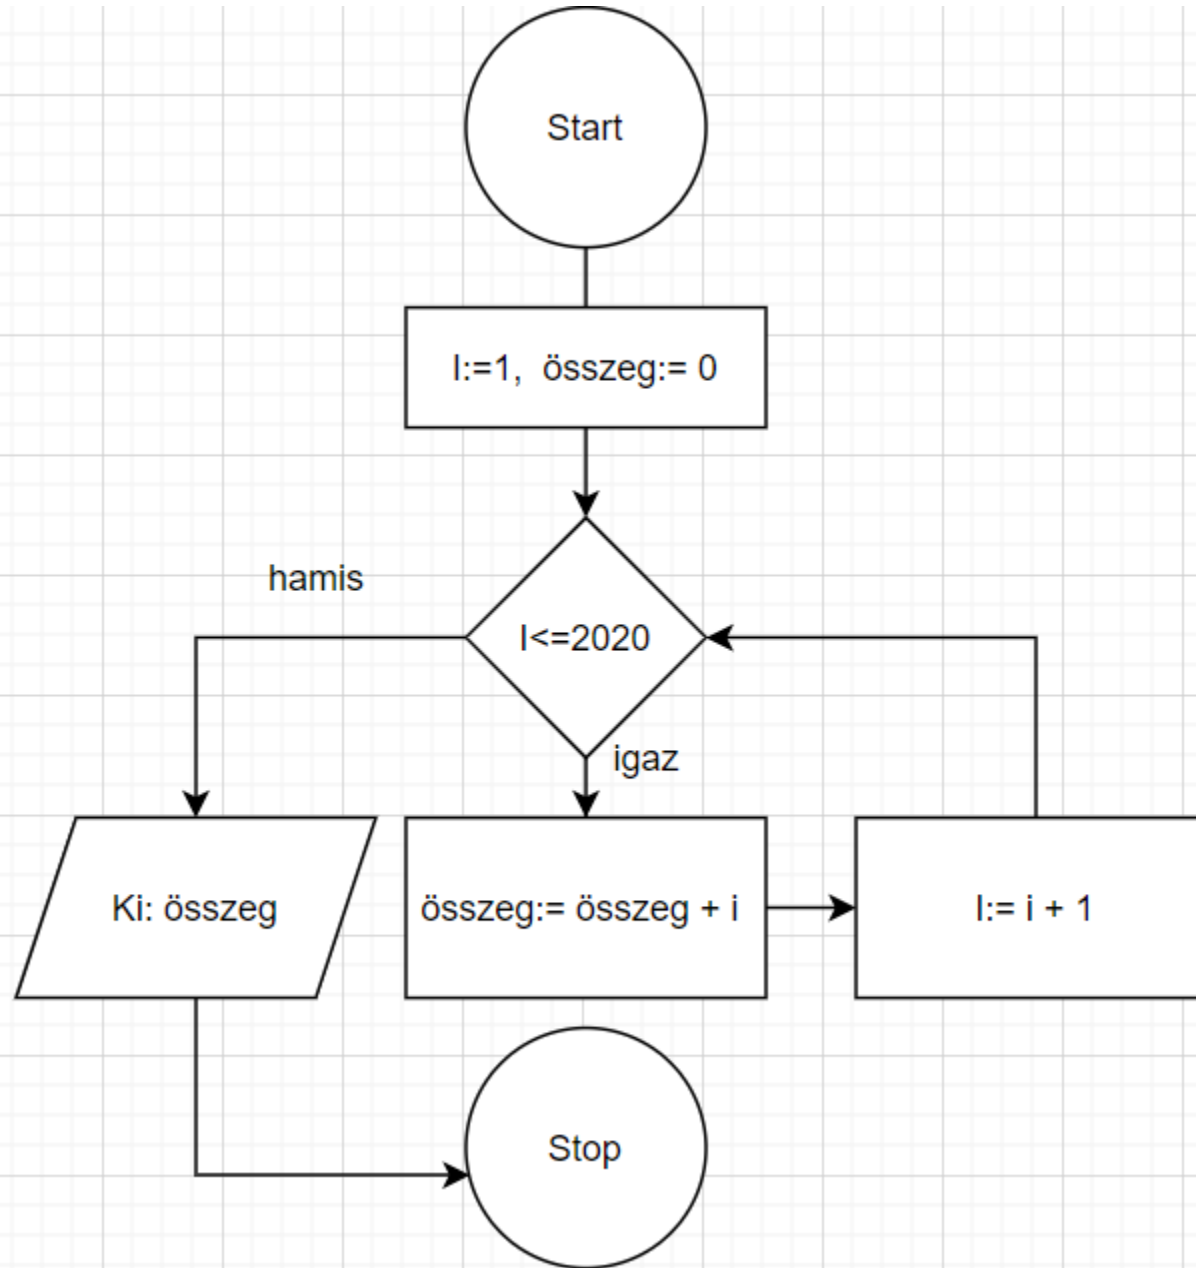 Start
I:=1, összeg:= 0
hamis
I<=2020
igaz
Ki: összeg
összeg:= összeg + i
I:= i + 1
Stop